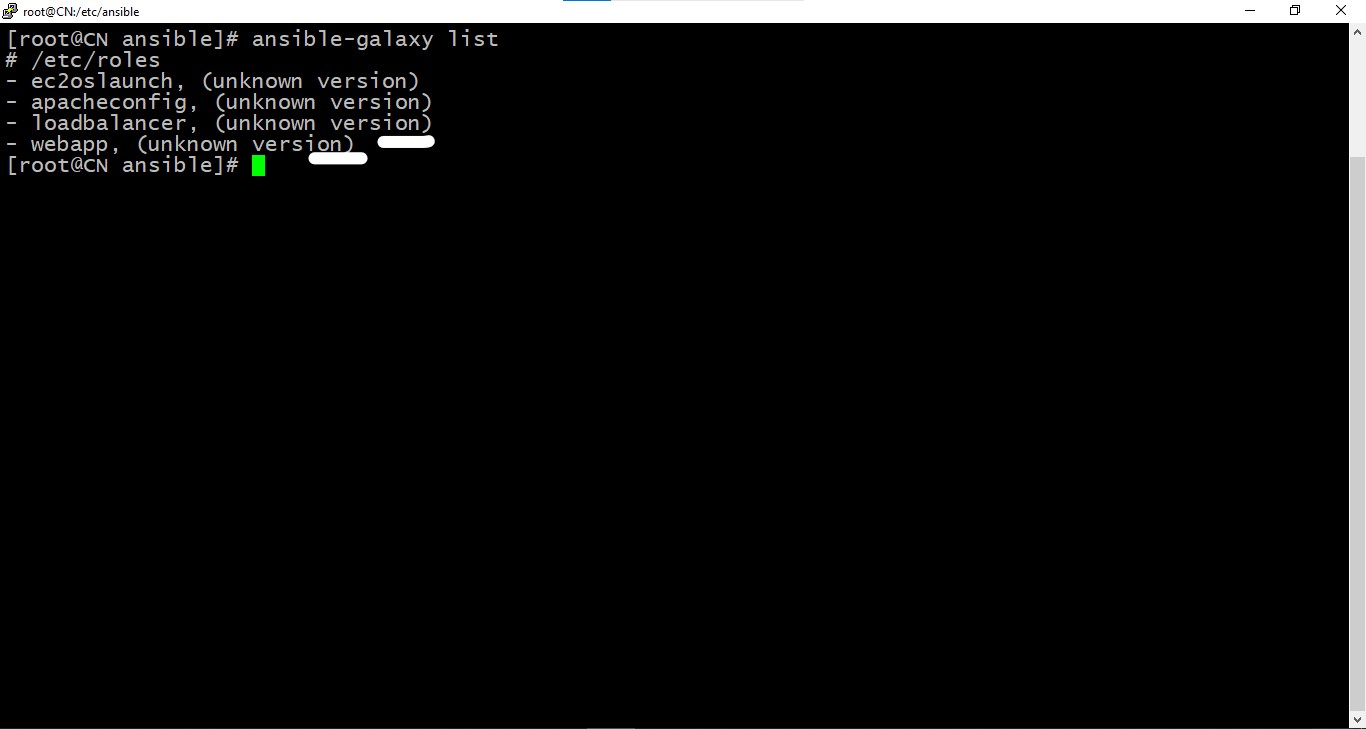 root@CN:/etc/ansible
[root@CN ansible]# ansible-galaxy list
# /etc/roles
- ec2oslaunch, (unknown version)
- apacheconfig, (unknown version)
- loadbalancer, (unknown version)
- webapp, (unknown version)
[root@CN ansible]#